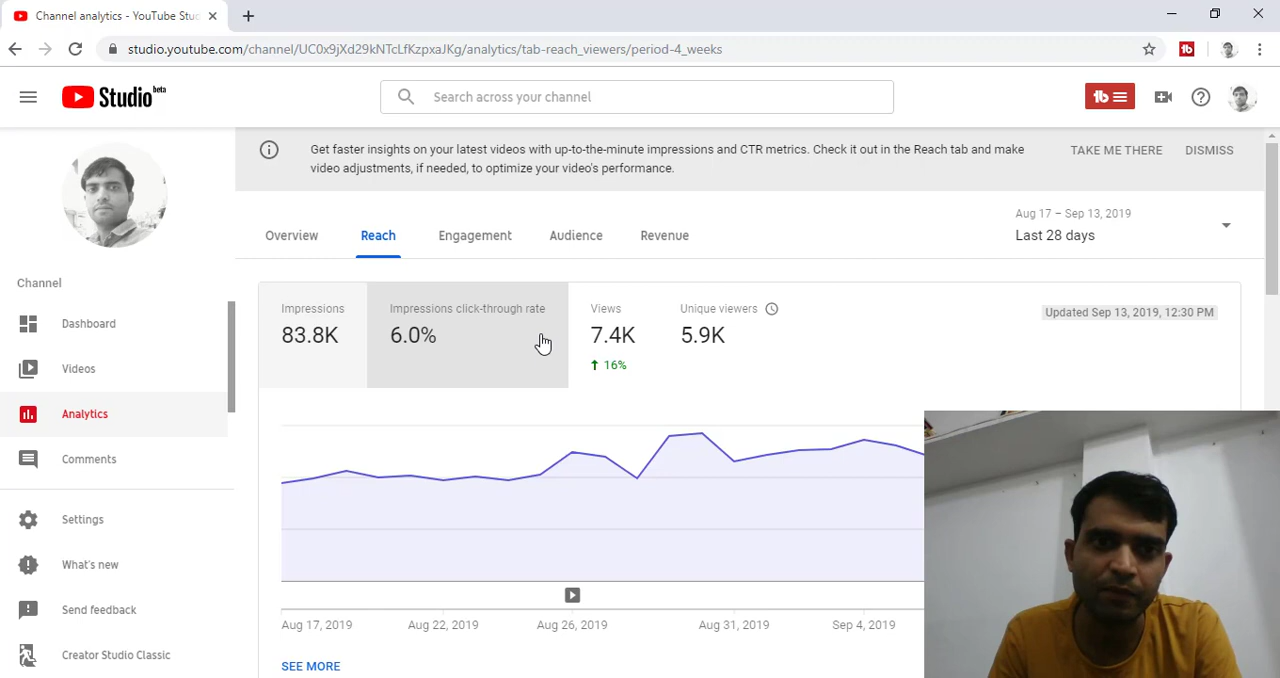 Channel analytics - YouTube Stu
studio.youtube.com/channel/UC0x9jXd29kNTcLfKzpxaJKg/analytics/tab-reach_viewers/period-4_weeks
Studio beta
Search across your channel
Get faster insights on your latest videos with up-to-the-minute impressions and CTR metrics. Check it out in the Reach tab and make
video adjustments, if needed, to optimize your video's performance.
TAKE ME THERE
DISMISS
Aug 17 – Sep 13, 2019
Last 28 days
Overview
Reach
Engagement
Audience
Revenue
Channel
Dashboard
Videos
Analytics
Comments
Settings
What's new
Send feedback
Creator Studio Classic
Impressions
83.8K
Impressions click-through rate
6.0%
Views
7.4K
16%
Unique viewers
5.9K
Updated Sep 13, 2019, 12:30 PM
Aug 17, 2019
Aug 22, 2019
Aug 26, 2019
Aug 31, 2019
Sep 4, 2019
SEE MORE